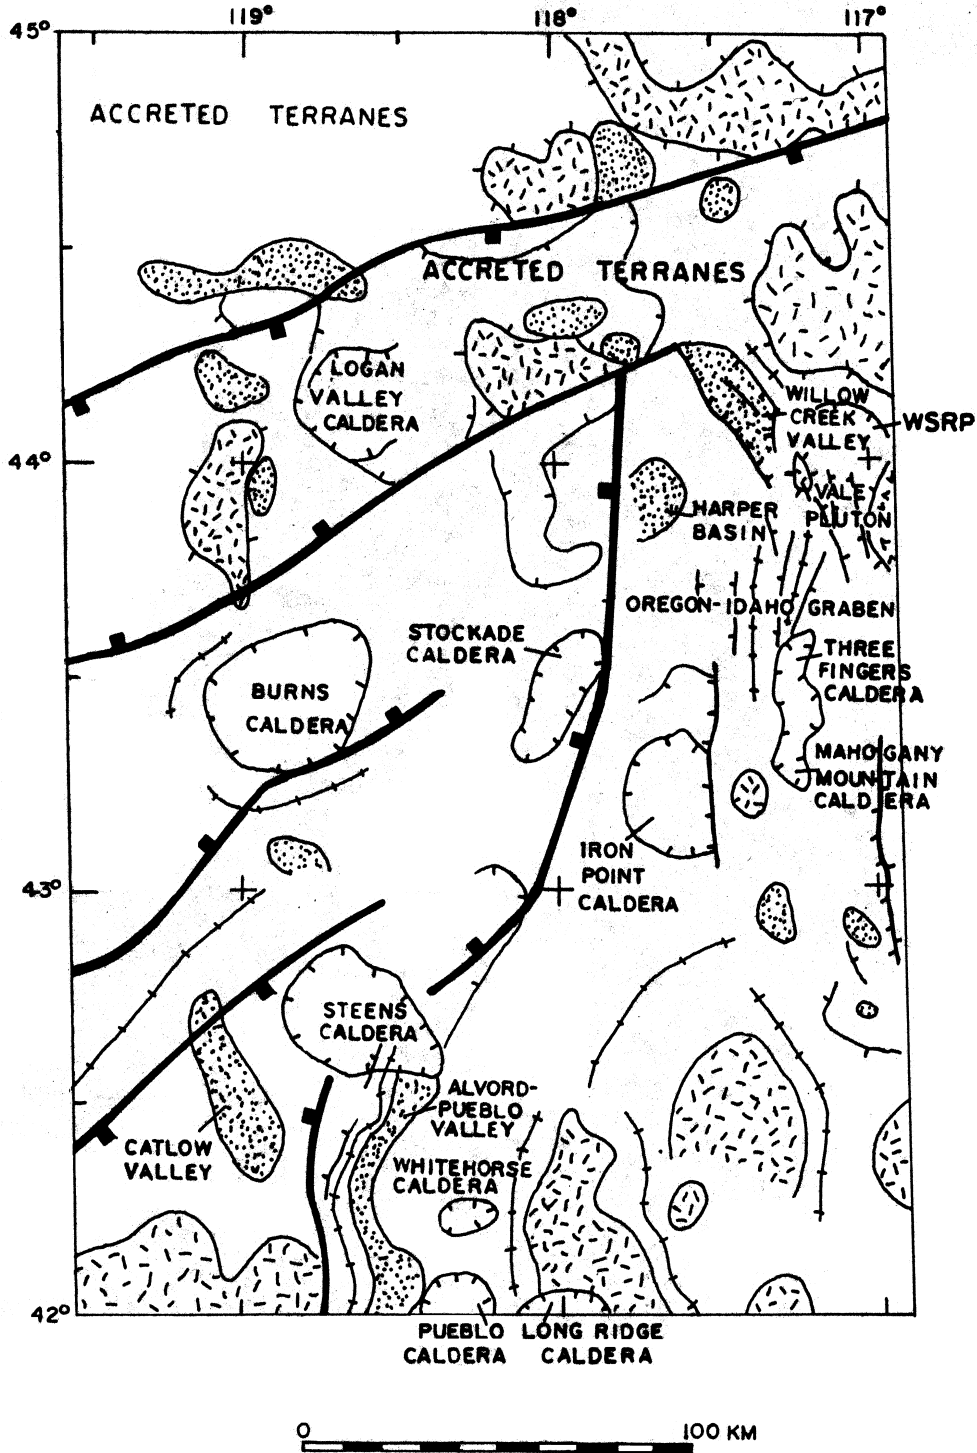 119° 118° 117°
45°
ACCRETED TERRANES
ACCRETED TERRANES
LOGAN
VALLEY
CALDERA
WILLOW
CREEK
VALLEY
WSRP
44°
VALE
PLUTON
HARPER
BASIN
OREGON-IDAHO GRABEN
STOCKADE
CALDERA
THREE
FINGERS
CALDERA
BURNS
CALDERA
MAHOGANY
MOUNTAIN
CALDERA
IRON
POINT
CALDERA
43°
STEENS
CALDERA
ALVORD-
PUEBLO
VALLEY
CATLOW
VALLEY
WHITEHORSE
CALDERA
42°
PUEBLO
CALDERA
LONG RIDGE
CALDERA
0 100 KM